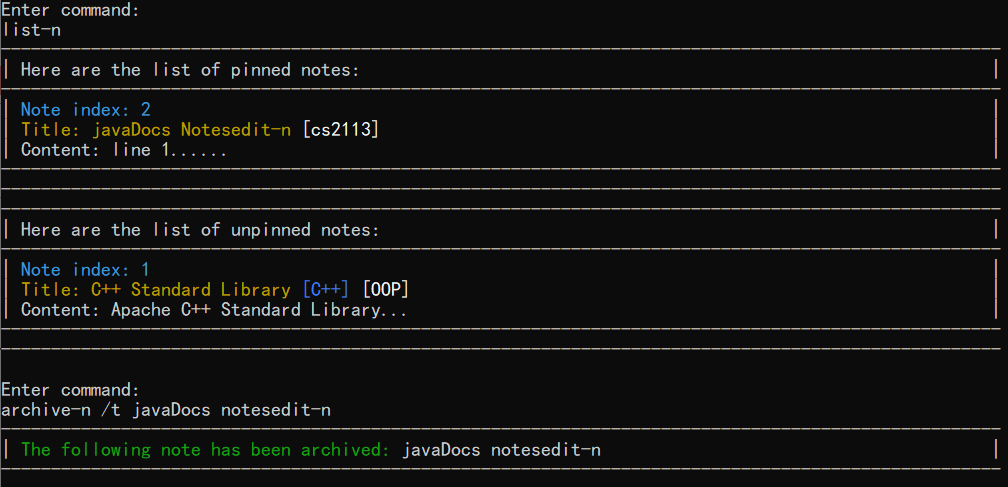 Enter command:
list-n
Here are the list of pinned notes:
Note index: 2
Title: javaDocs Notesedit-n [cs2113]
Content: line 1......
Here are the list of unpinned notes:
Note index: 1
Title: C++ Standard Library [C++] [OOP]
Content: Apache C++ Standard Library...
Enter command:
archive-n /t javaDocs notesedit-n
The following note has been archived: javaDocs notesedit-n